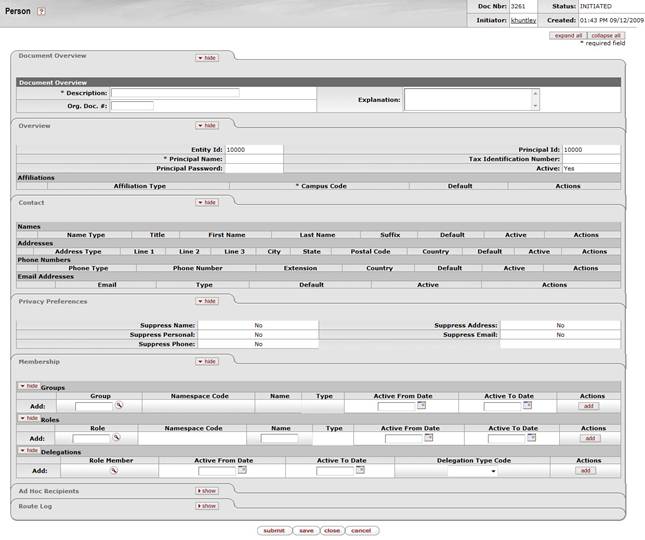 Person ?
Doc Nbr: 3261 Status: INITIATED
Initiator: khuntley Created: 01:43 PM 09/12/2009
expand all collapse all
* required field
Document Overview hide
Document Overview
* Description: Explanation:
Org. Doc. #:
Overview hide
Entity Id: 10000 Principal Id: 10000
* Principal Name: Tax Identification Number:
Principal Password: Active: Yes
Affiliations
Affiliation Type * Campus Code Default Actions
Contact hide
Names
Name Type Title First Name Last Name Suffix Default Active Actions
Addresses
Address Type Line 1 Line 2 Line 3 City State Postal Code Country Default Active Actions
Phone Numbers
Phone Type Phone Number Extension Country Default Active Actions
Email Addresses
Email Type Default Active Actions
Privacy Preferences hide
Suppress Name: No Suppress Address: No
Suppress Personal: No Suppress Email: No
Suppress Phone: No
Membership hide
hide Groups
Group Namespace Code Name Type Active From Date Active To Date Actions
Add: add
hide Roles
Role Namespace Code Name Type Active From Date Active To Date Actions
Add: add
hide Delegations
Role Member Active From Date Active To Date Delegation Type Code Actions
Add: add
Ad Hoc Recipients show
Route Log show
submit save close cancel